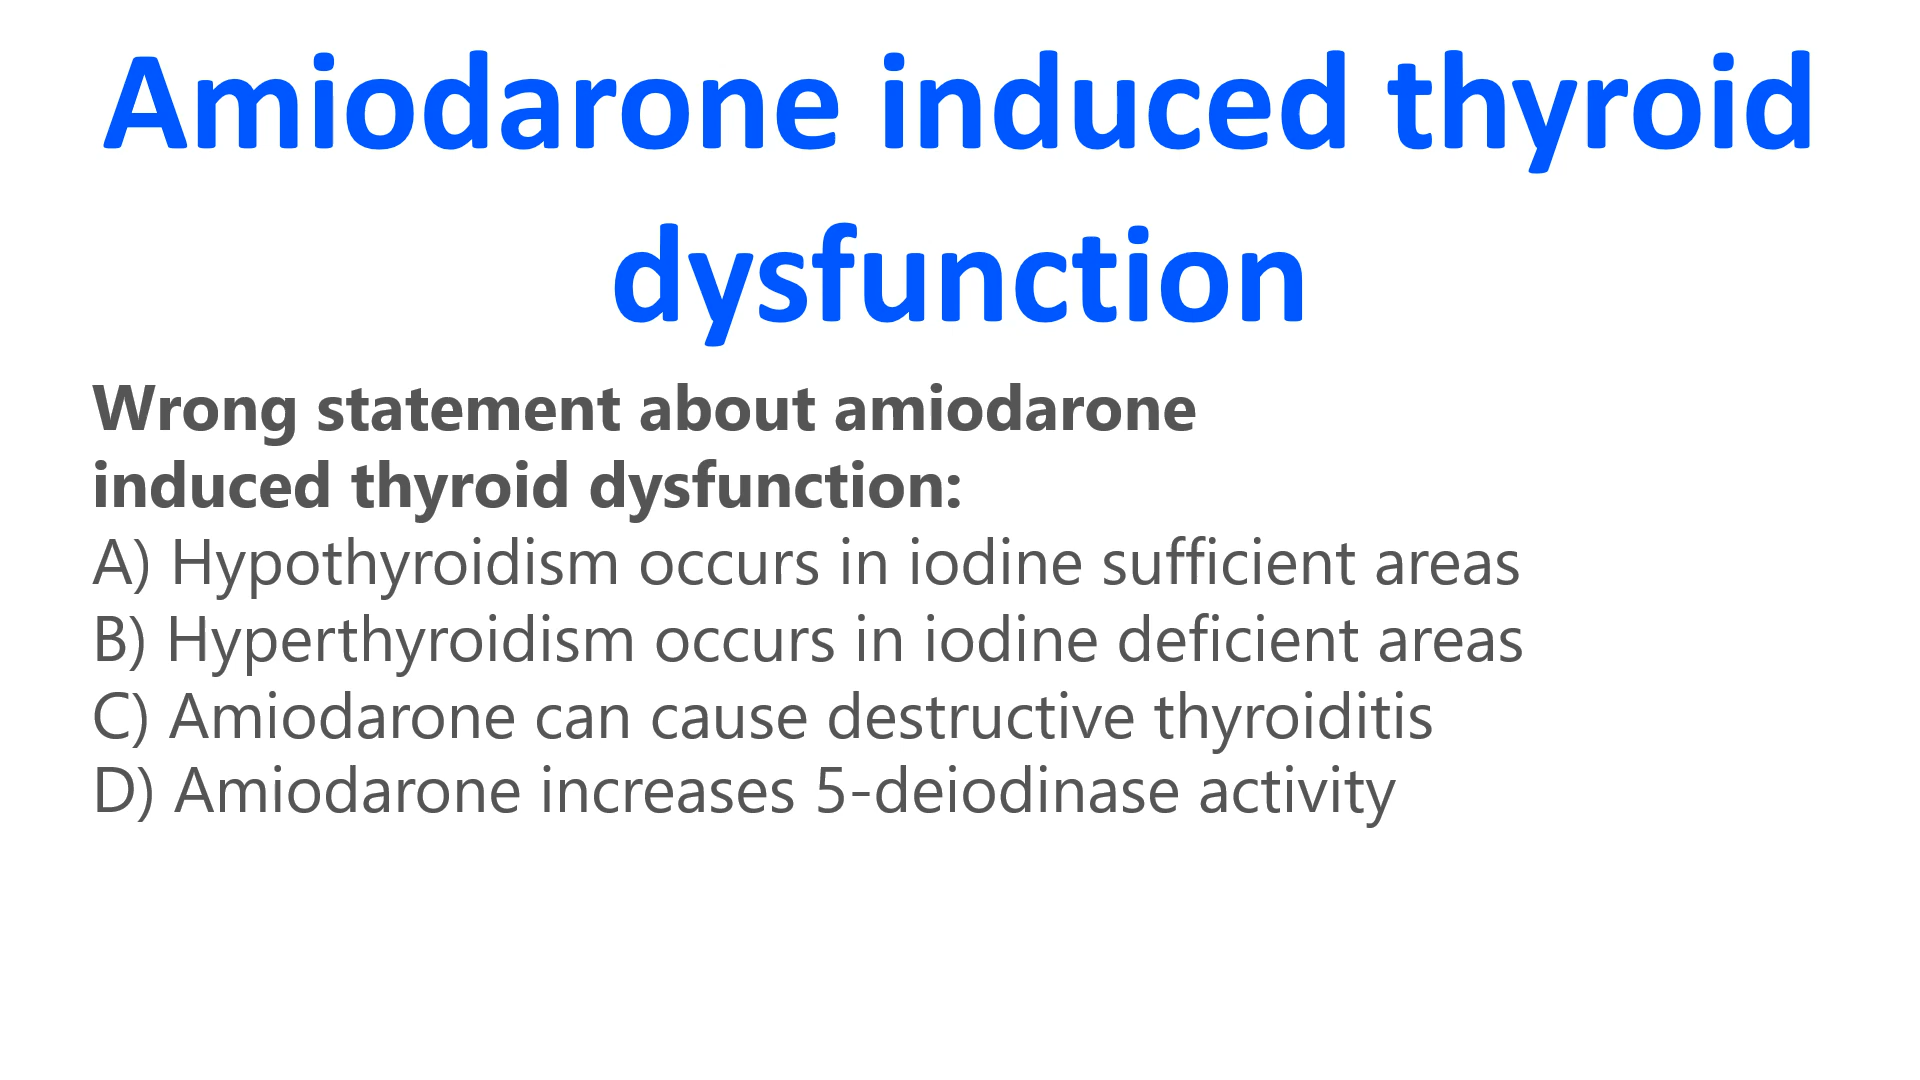 Amiodarone induced thyroid
dysfunction
Wrong statement about amiodarone
induced thyroid dysfunction:
A) Hypothyroidism occurs in iodine sufficient areas
B) Hyperthyroidism occurs in iodine deficient areas
C) Amiodarone can cause destructive thyroiditis
D) Amiodarone increases 5-deiodinase activity